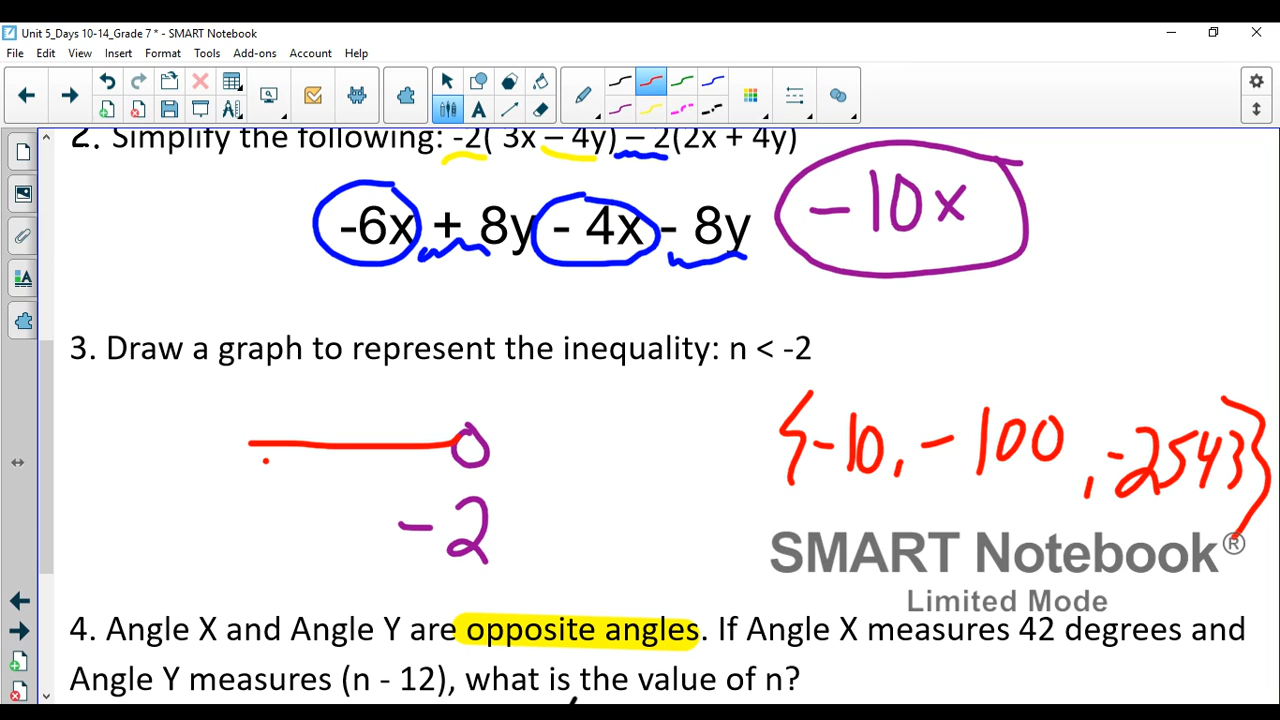 Unit 5_Days 10-14_Grade 7 * - SMART Notebook
File Edit View Insert Format Tools Add-ons Account Help
2. Simplify the following: -2( 3x – 4y) – 2(2x + 4y)
-6x + 8y - 4x - 8y
-10x
3. Draw a graph to represent the inequality: n < -2
{-10, -100, -2543}
-2
SMART Notebook®
Limited Mode
4. Angle X and Angle Y are opposite angles. If Angle X measures 42 degrees and
Angle Y measures (n - 12), what is the value of n?